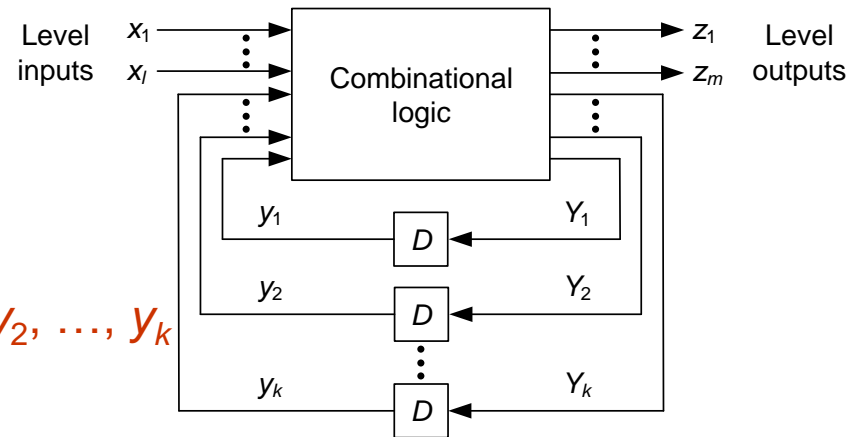 Level inputs
x1
xl
Combinational logic
z1
zm
Level outputs
y1
D
Y1
y2
D
Y2
y2, …, yk
yk
D
Yk